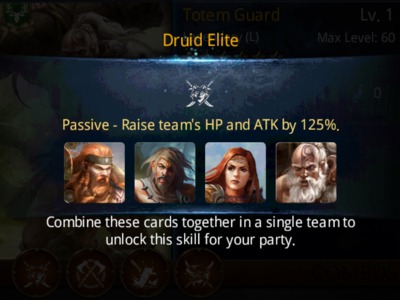 Totem Guard
Lv. 1
Druid Elite
(L)
Max Level: 60
0
Passive - Raise team's HP and ATK by 125%.
Combine these cards together in a single team to
unlock this skill for your party.